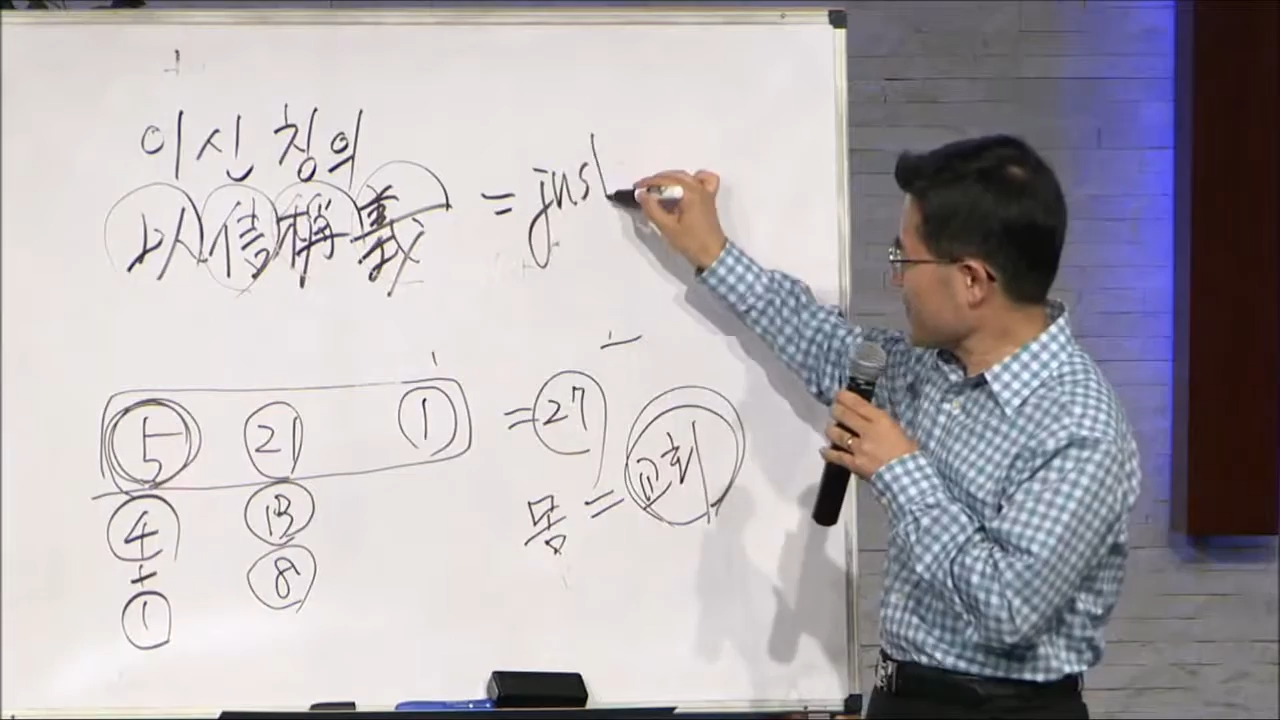 이신칭의
以信稱義 = just
5 21 1 = 27
4 13 몸 = 교회
+ 8
1